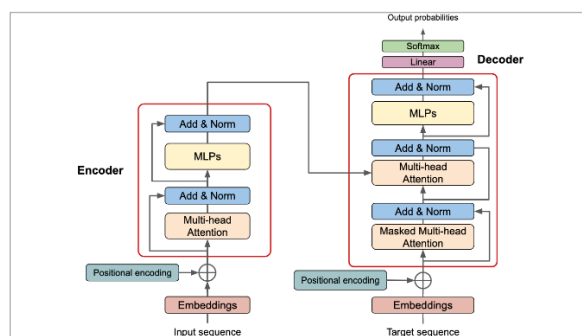 Output probabilities
Softmax
Linear
Decoder
Add & Norm
MLPs
Add & Norm
Multi-head
Attention
Add & Norm
Masked Multi-head
Attention
Positional encoding
Embeddings
Target sequence
Encoder
Add & Norm
MLPs
Add & Norm
Multi-head
Attention
Positional encoding
Embeddings
Input sequence